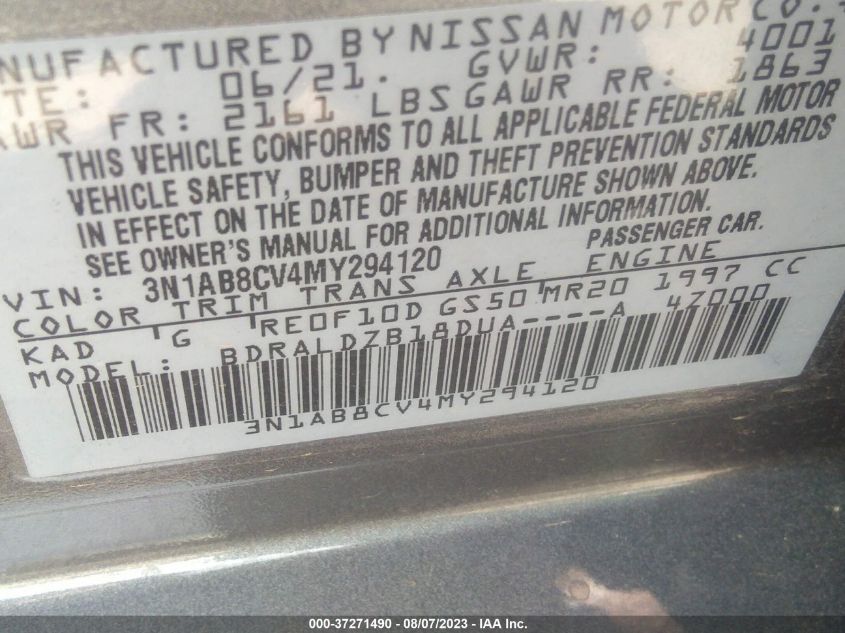 NUFACTURED BY NISSAN MOTOR CO.
TE: 06/21. GVWR: 4001
AWR FR: 2161 LBS GAWR RR: 1863
THIS VEHICLE CONFORMS TO ALL APPLICABLE FEDERAL MOTOR
VEHICLE SAFETY, BUMPER AND THEFT PREVENTION STANDARDS
IN EFFECT ON THE DATE OF MANUFACTURE SHOWN ABOVE.
SEE OWNER'S MANUAL FOR ADDITIONAL INFORMATION.
VIN: 3N1AB8CV4MY294120 PASSENGER CAR.
COLOR TRIM TRANS AXLE ENGINE
KAD G RE0F10D GS50 MR20 1997 CC
MODEL: BDRALDZB18DUA----A 4Z000
3N1AB8CV4MY294120
000-37271490 - 08/07/2023 - IAA Inc.